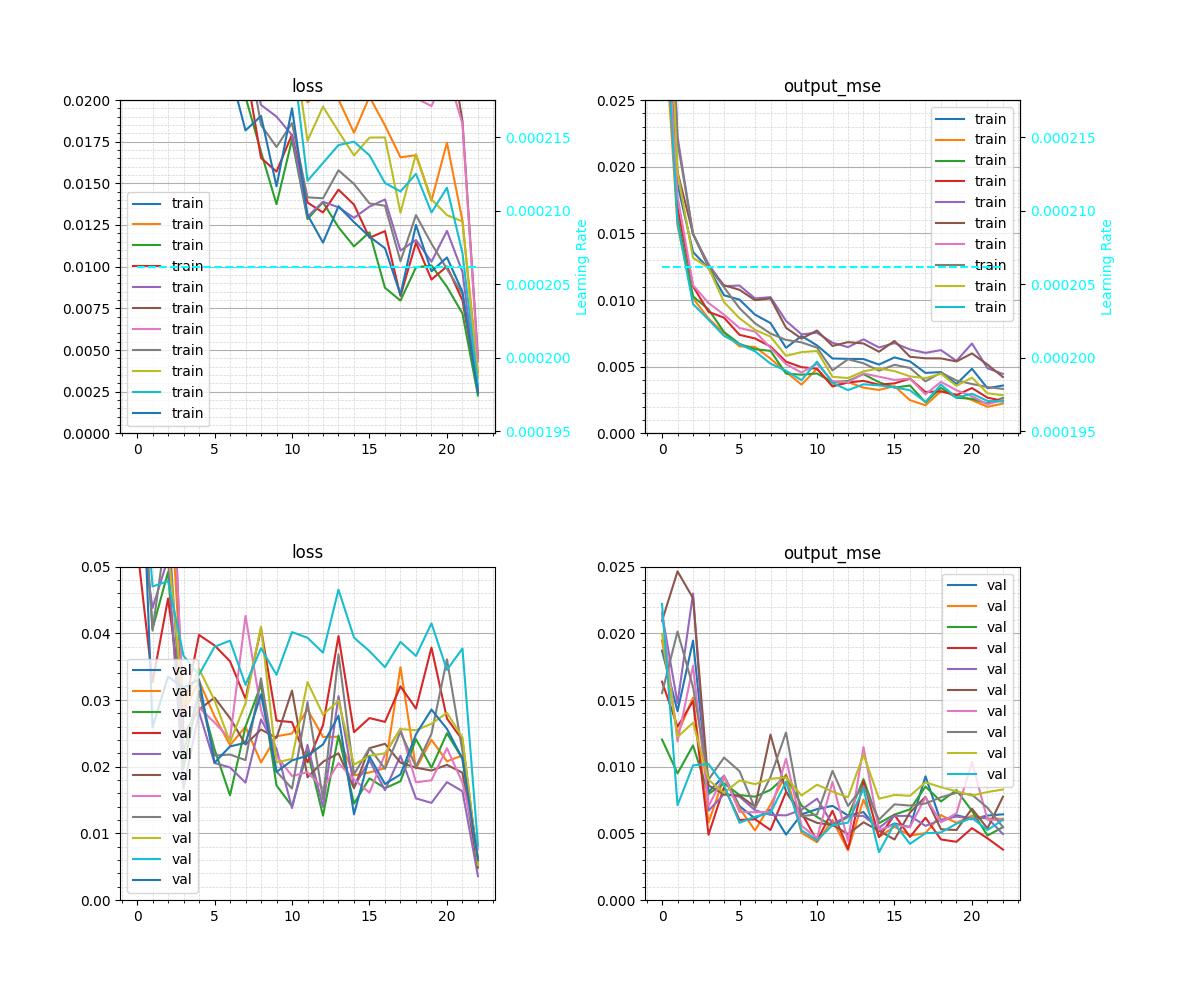 loss
0.0200
0.0175
0.0150
0.0125
0.0100
0.0075
0.0050
0.0025
0.0000
train
train
train
train
train
train
train
train
train
train
train
0 5 10 15 20
0.000215
0.000210
0.000205
0.000200
0.000195
Learning Rate
output_mse
0.025
0.020
0.015
0.010
0.005
0.000
train
train
train
train
train
train
train
train
train
train
0 5 10 15 20
0.000215
0.000210
0.000205
0.000200
0.000195
Learning Rate
loss
0.05
0.04
0.03
0.02
0.01
0.00
val
val
val
val
val
val
val
val
val
val
val
0 5 10 15 20
output_mse
0.025
0.020
0.015
0.010
0.005
0.000
val
val
val
val
val
val
val
val
val
val
0 5 10 15 20